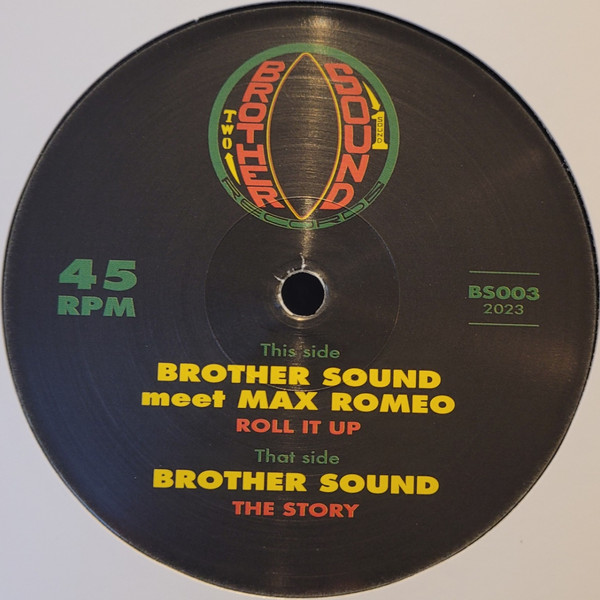 BROTHER
SOUND
TWO
RECORDS
45
RPM
BS003
2023
This side
BROTHER SOUND
meet MAX ROMEO
ROLL IT UP
That side
BROTHER SOUND
THE STORY